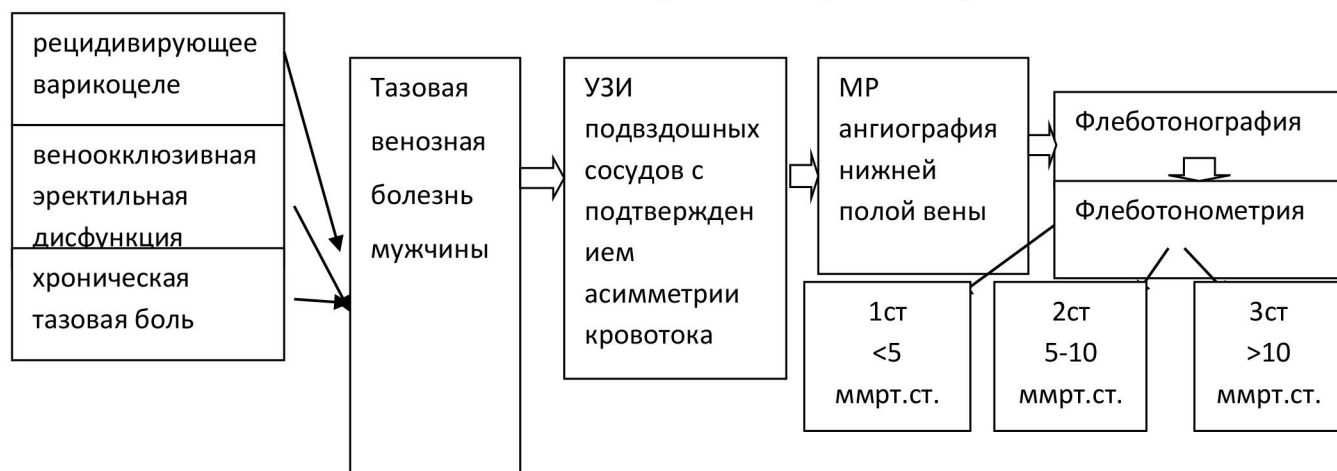 рецидивирующее
варикоцеле
веноокклюзивная
эректильная
дисфункция
хроническая
тазовая боль
Тазовая
венозная
болезнь
мужчины
УЗИ
подвздошных
сосудов с
подтвержден
ием
асимметрии
кровотока
МР
ангиография
нижней
полой вены
Флеботонография
Флеботонометрия
1ст
<5
ммрт.ст.
2ст
5-10
ммрт.ст.
3ст
>10
ммрт.ст.